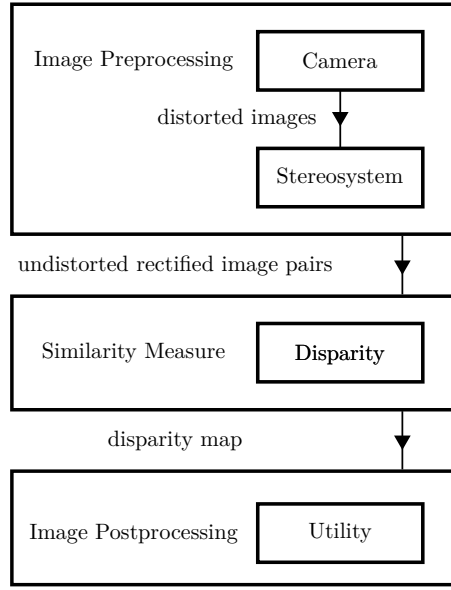 Image Preprocessing
Camera
distorted images
Stereosystem
undistorted rectified image pairs
Similarity Measure
Disparity
disparity map
Image Postprocessing
Utility